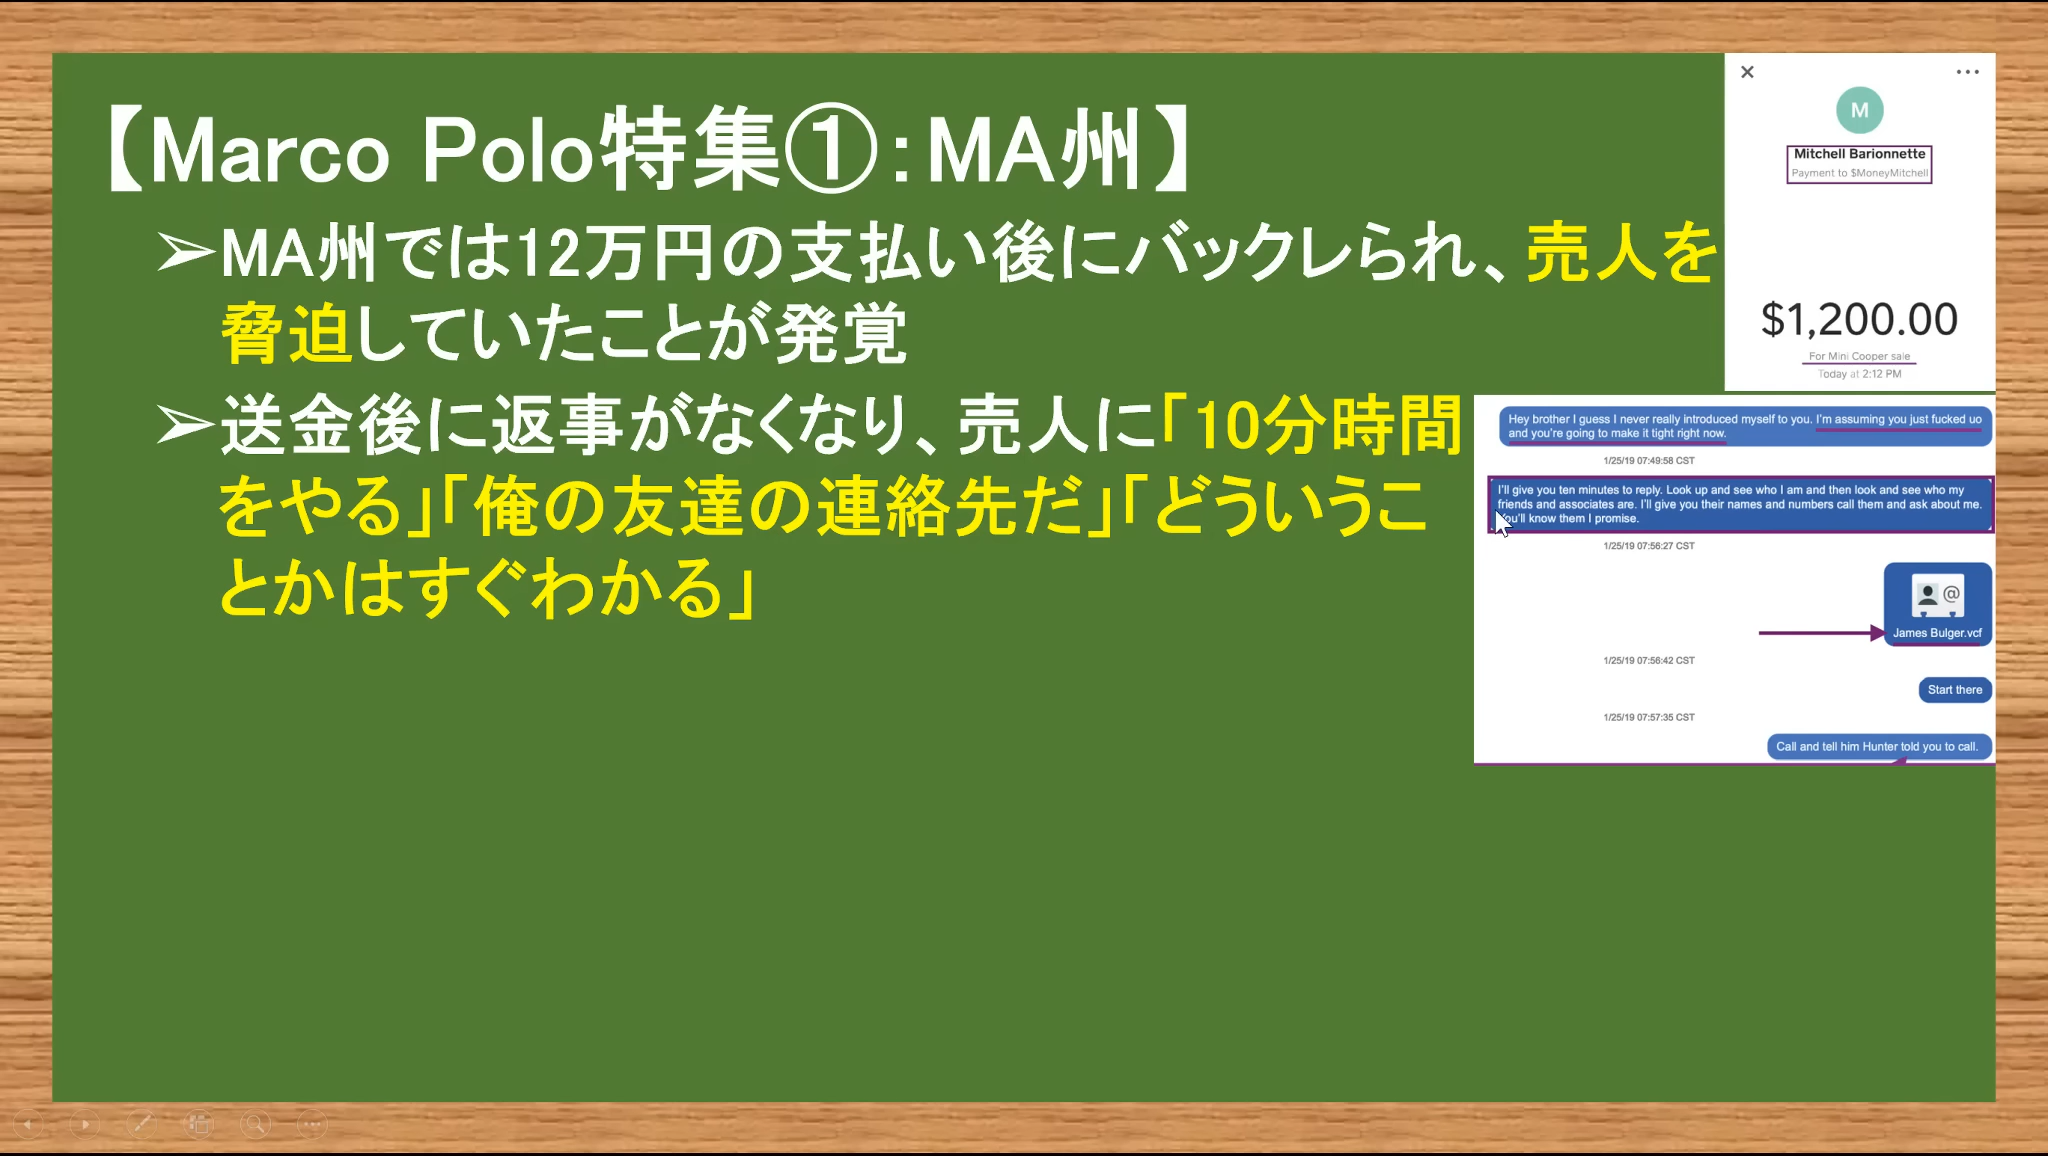 【Marco Polo特集①：MA州】
➢MA州では12万円の支払い後にバックレられ、売人を
脅迫していたことが発覚
➢送金後に返事がなくなり、売人に「10分時間
をやる」「俺の友達の連絡先だ」「どういうこ
とかはすぐわかる」
M
Mitchell Barionnette
Payment to $MoneyMitchell
$1,200.00
For Mini Cooper sale
Today at 2:12 PM
Hey brother I guess I never really introduced myself to you. I'm assuming you just fucked uo
and you're going to make it tight right now.
1/25/19 07:49:58 CST
I'll give you ten minutes to reply. Look up and see who I am and then look and see who my
friends and associates are. I'll give you their names and numbers call them and ask about me.
You'll know them I promise.
1/25/19 07:56:27 CST
@
James Bulger.vcf
1/25/19 07:56:42 CST
Start there
1/25/19 07:57:35 CST
Call and tell him Hunter told you to call.